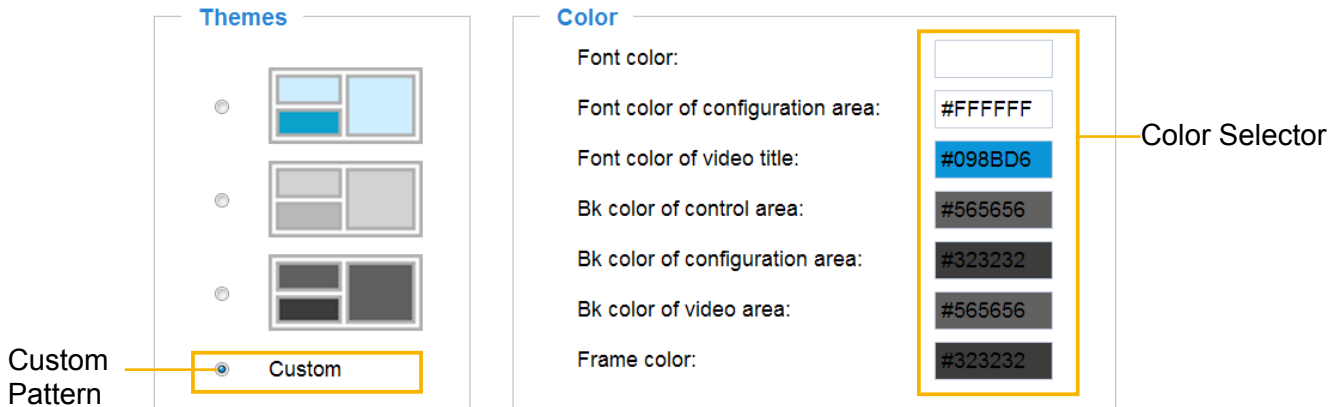 Themes
Color
Font color:
Font color of configuration area: #FFFFFF
Font color of video title: #098BD6
Bk color of control area: #565656
Bk color of configuration area: #323232
Bk color of video area: #565656
Frame color: #323232
Color Selector
Custom
Custom
Pattern